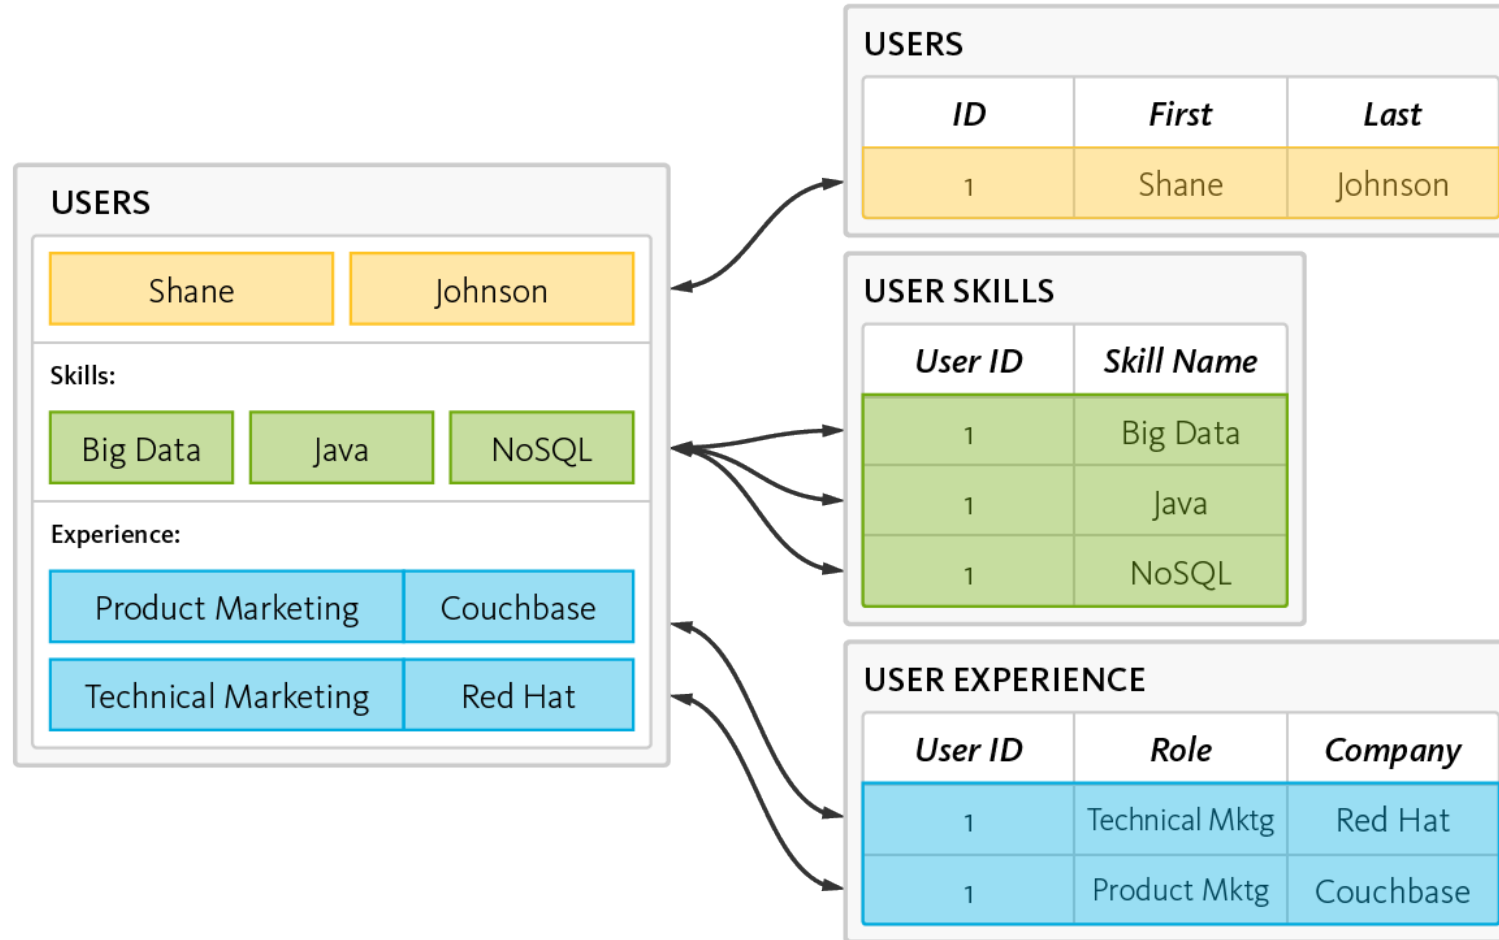 USERS
Shane Johnson
Skills:
Big Data Java NoSQL
Experience:
Product Marketing Couchbase
Technical Marketing Red Hat
USERS
ID First Last
1 Shane Johnson
USER SKILLS
User ID Skill Name
1 Big Data
1 Java
1 NoSQL
USER EXPERIENCE
User ID Role Company
1 Technical Mktg Red Hat
1 Product Mktg Couchbase